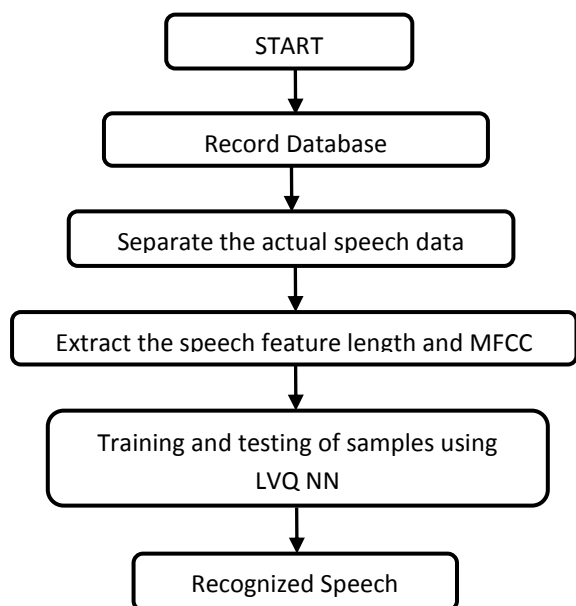 START
Record Database
Separate the actual speech data
Extract the speech feature length and MFCC
Training and testing of samples using
LVQ NN
Recognized Speech